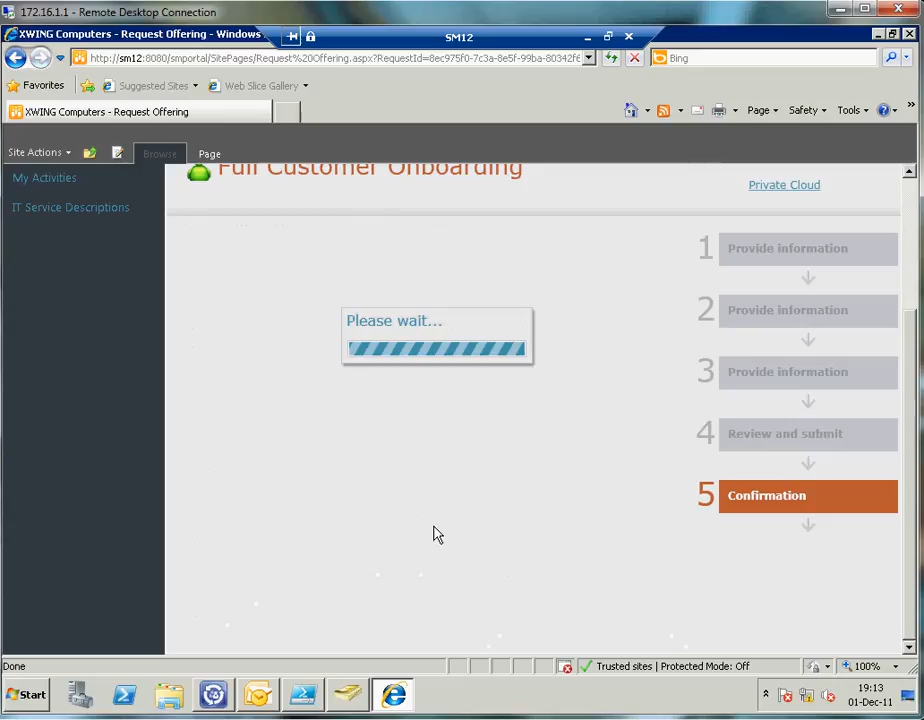 172.16.1.1 - Remote Desktop Connection
XWING Computers - Request Offering - Windows
SM12
http://sm12:8080/smportal/SitePages/Request%20Offering.aspx?RequestId=8ec975f0-7c3a-8e5f-99ba-80342f6
Bing
Favorites
Suggested Sites
Web Slice Gallery
XWING Computers - Request Offering
Page
Safety
Tools
»
Site Actions
Browse
Page
My Activities
IT Service Descriptions
Full Customer Onboarding
Private Cloud
1 Provide information
2 Provide information
Please wait...
3 Provide information
4 Review and submit
5 Confirmation
Done
Trusted sites | Protected Mode: Off
100%
Start
19:13
01-Dec-11